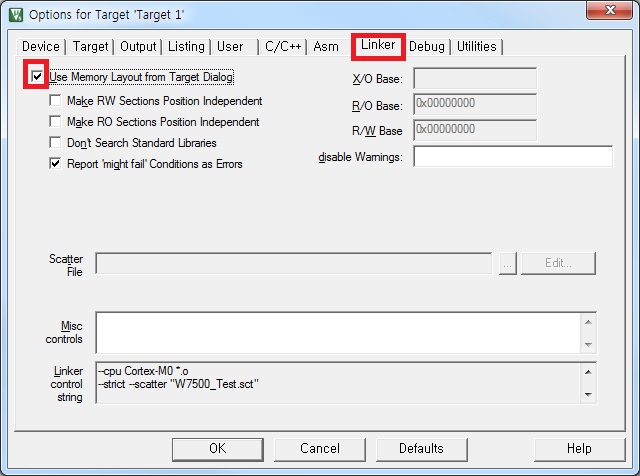 Options for Target 'Target 1'
Device Target Output Listing User C/C++ Asm Linker Debug Utilities
Use Memory Layout from Target Dialog
Make RW Sections Position Independent
Make RO Sections Position Independent
Don't Search Standard Libraries
Report 'might fail' Conditions as Errors
X/O Base:
R/O Base: 0x00000000
R/W Base 0x00000000
disable Warnings:
Scatter
File
... Edit...
Misc
controls
Linker
control
string
--cpu Cortex-M0 *.o
--strict --scatter "W7500_Test.sct"
OK Cancel Defaults Help